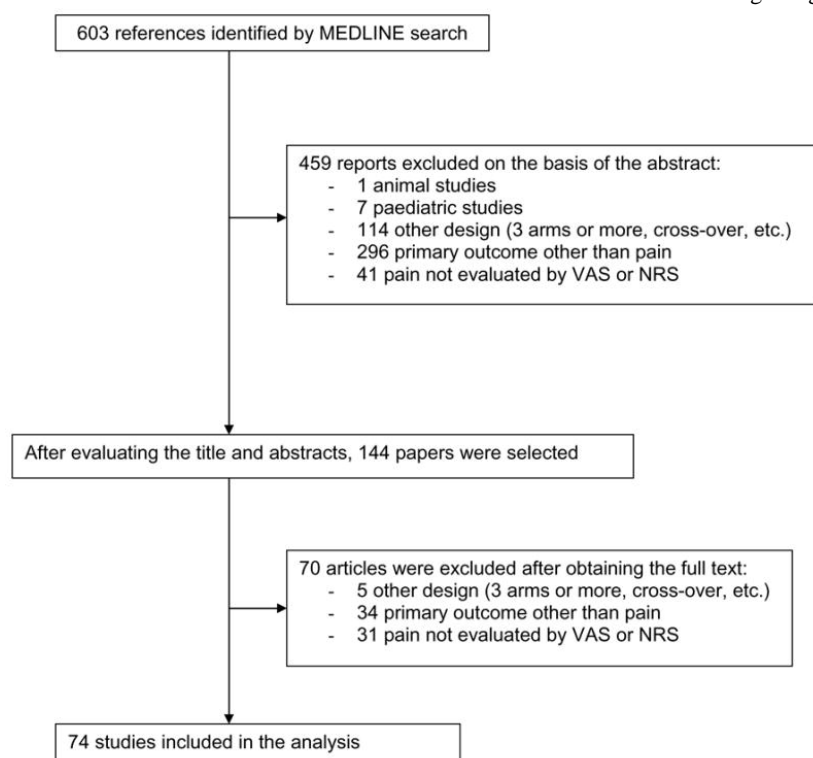 603 references identified by MEDLINE search
459 reports excluded on the basis of the abstract:
- 1 animal studies
- 7 paediatric studies
- 114 other design (3 arms or more, cross-over, etc.)
- 296 primary outcome other than pain
- 41 pain not evaluated by VAS or NRS
After evaluating the title and abstracts, 144 papers were selected
70 articles were excluded after obtaining the full text:
- 5 other design (3 arms or more, cross-over, etc.)
- 34 primary outcome other than pain
- 31 pain not evaluated by VAS or NRS
74 studies included in the analysis